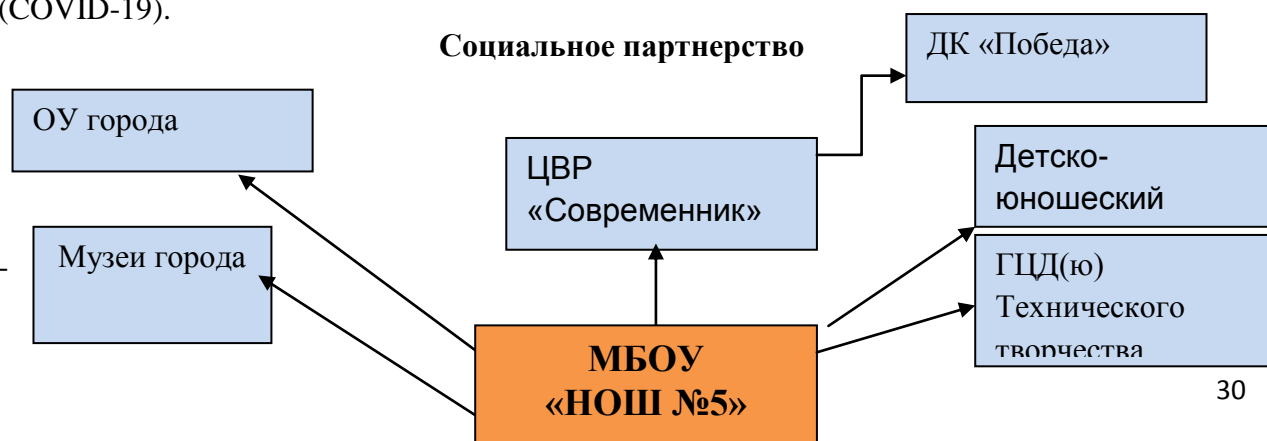 (COVID-19).
Социальное партнерство
ДК «Победа»
ОУ города
ЦВР
«Современник»
Детско-
юношеский
Музеи города
ГЦД(ю)
Технического
творчества
МБОУ
«НОШ №5»
30